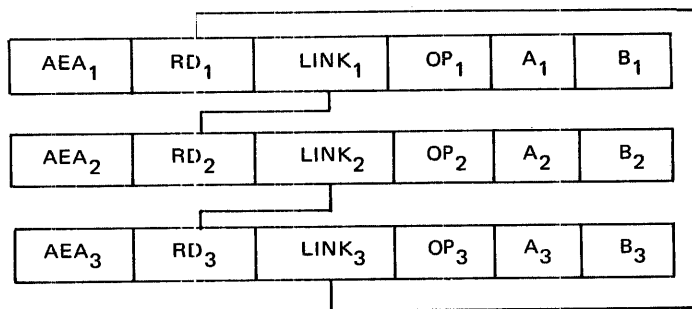 AEA₁ RD₁ LINK₁ OP₁ A₁ B₁
AEA₂ RD₂ LINK₂ OP₂ A₂ B₂
AEA₃ RD₃ LINK₃ OP₃ A₃ B₃